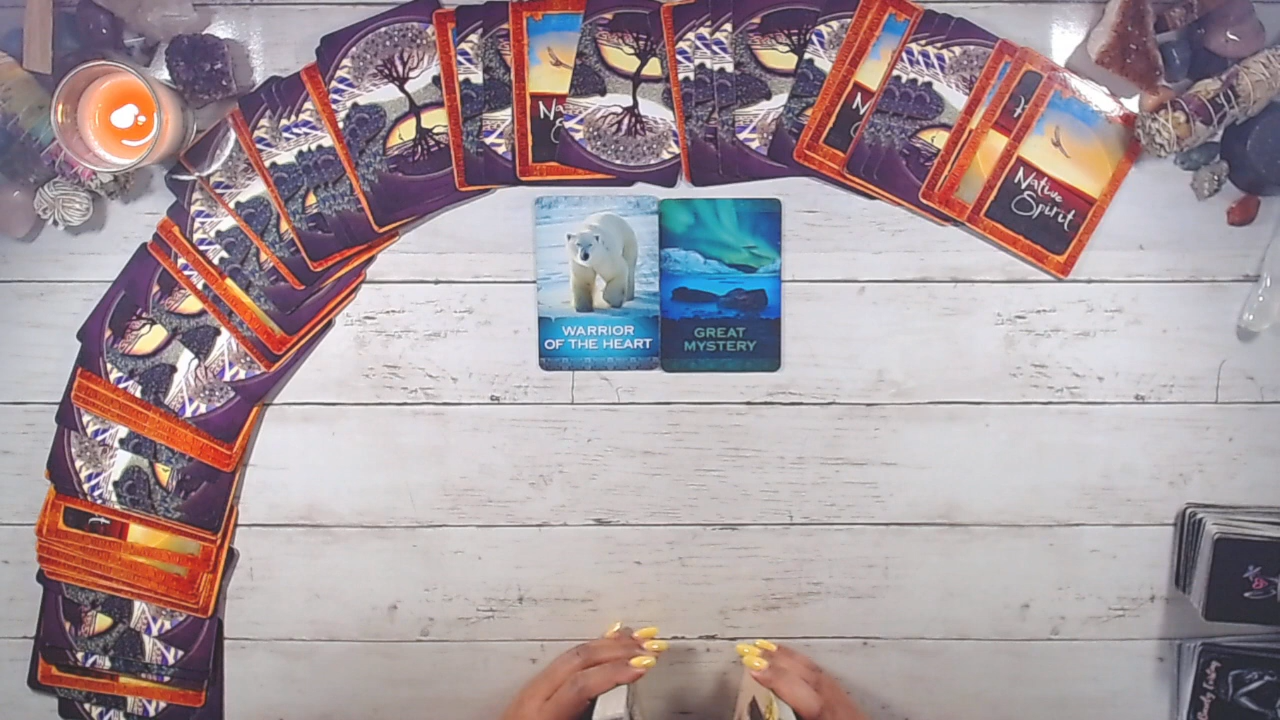 Native
Spirit
WARRIOR
OF THE HEART
GREAT
MYSTERY